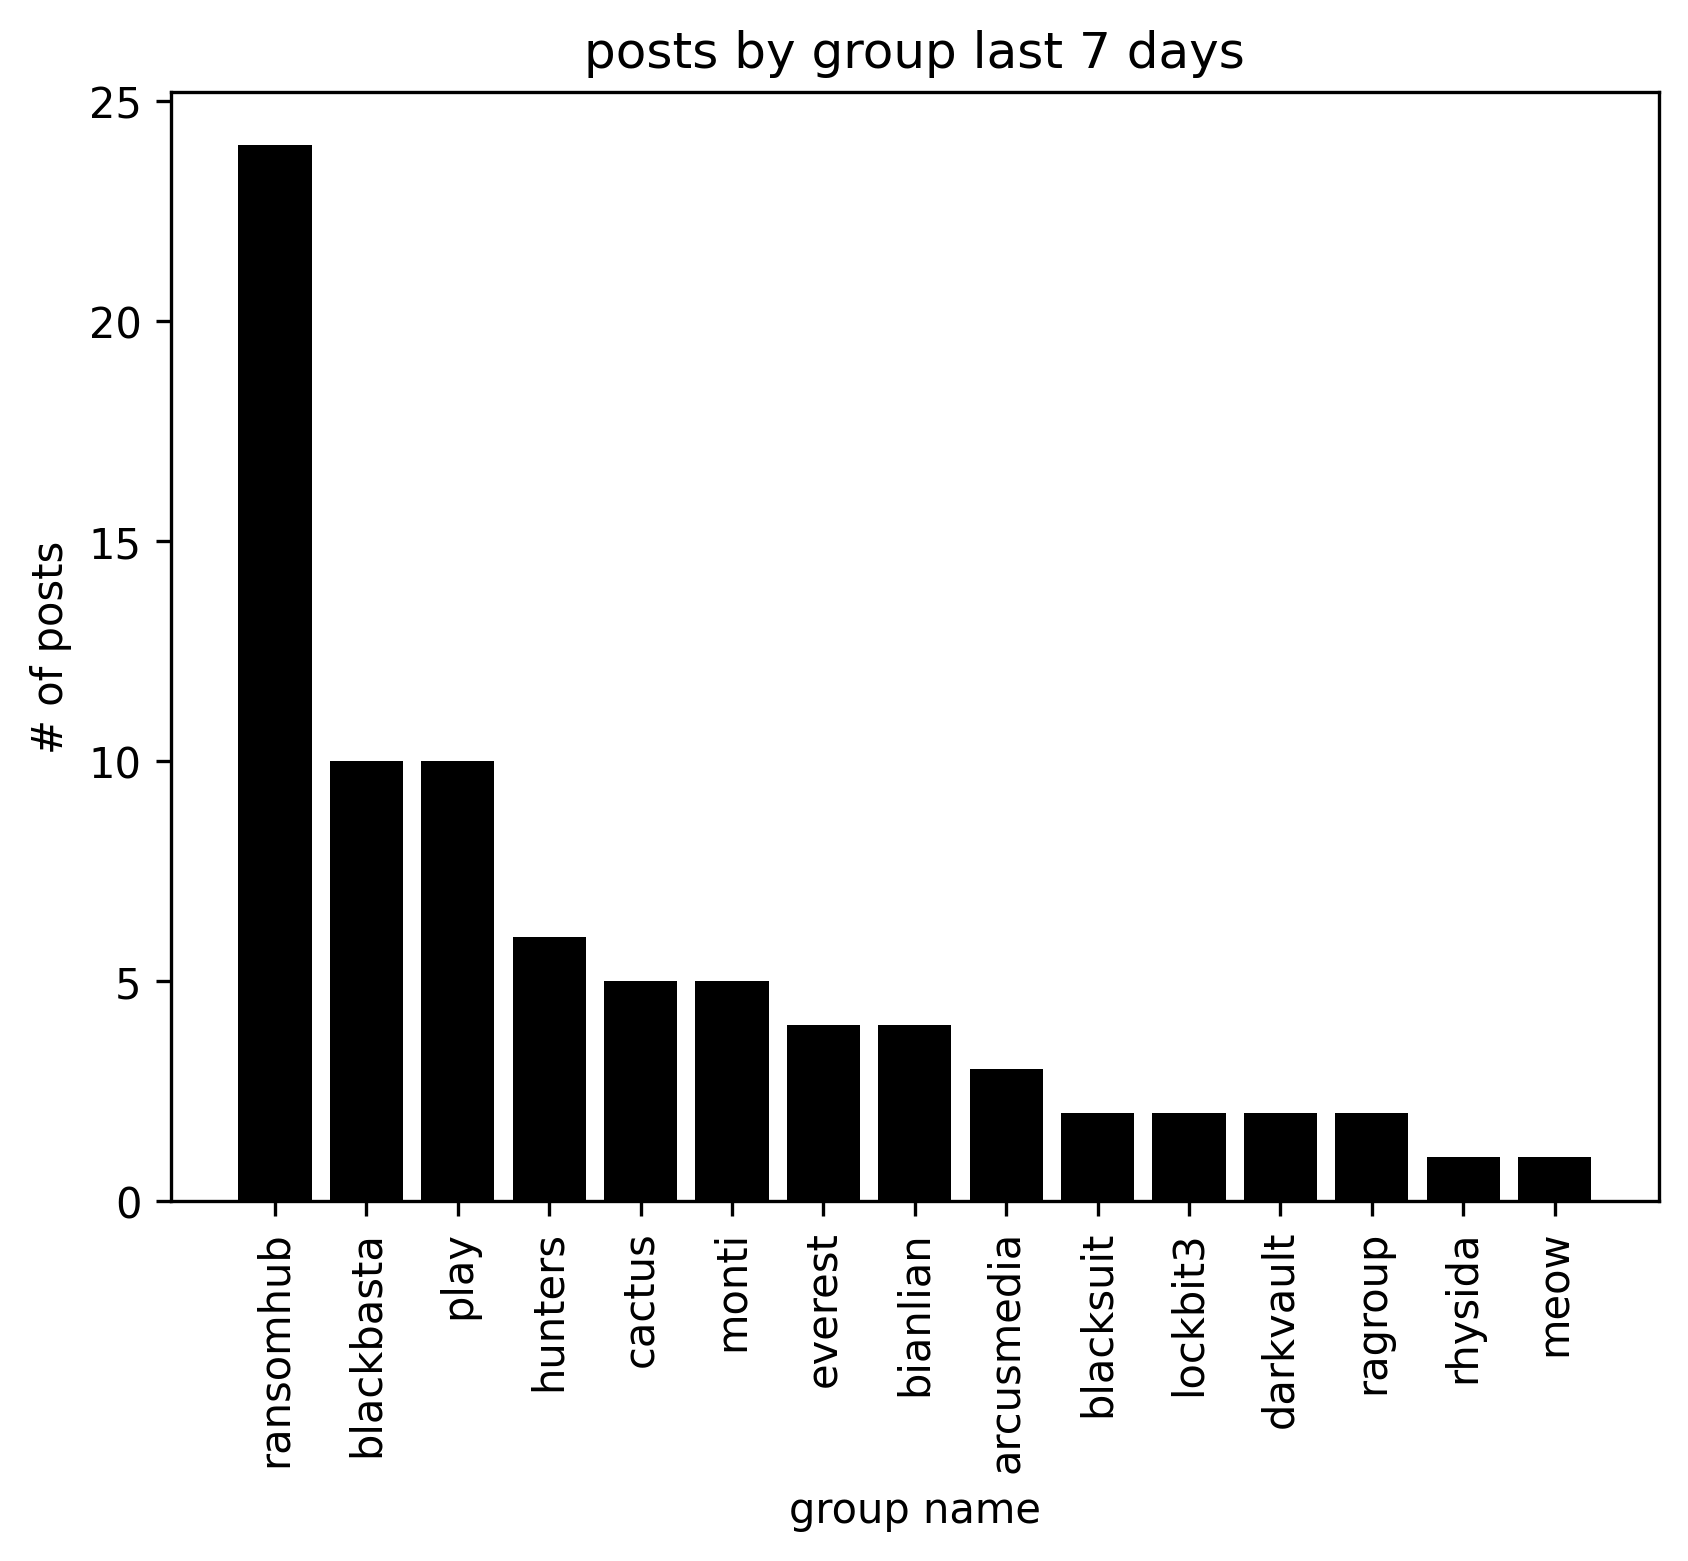 posts by group last 7 days
25
20
15
10
5
0
# of posts
ransomhub
blackbasta
play
hunters
cactus
monti
everest
bianlian
arcusmedia
blacksuit
lockbit3
darkvault
ragroup
rhysida
meow
group name